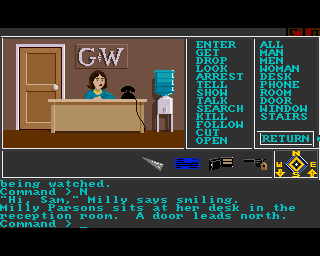 G&W
ENTER
GET
DROP
LOOK
ARREST
TELL
SHOW
TALK
SEARCH
KILL
FOLLOW
CUT
OPEN
ALL
MAN
MEN
WOMAN
DESK
PHONE
ROOM
DOOR
WINDOW
STAIRS
RETURN
N
S
being watched.
Command > N
"Hi, Sam," Milly says smiling.
Milly Parsons sits at her desk in the
reception room.  A door leads north.
Command >